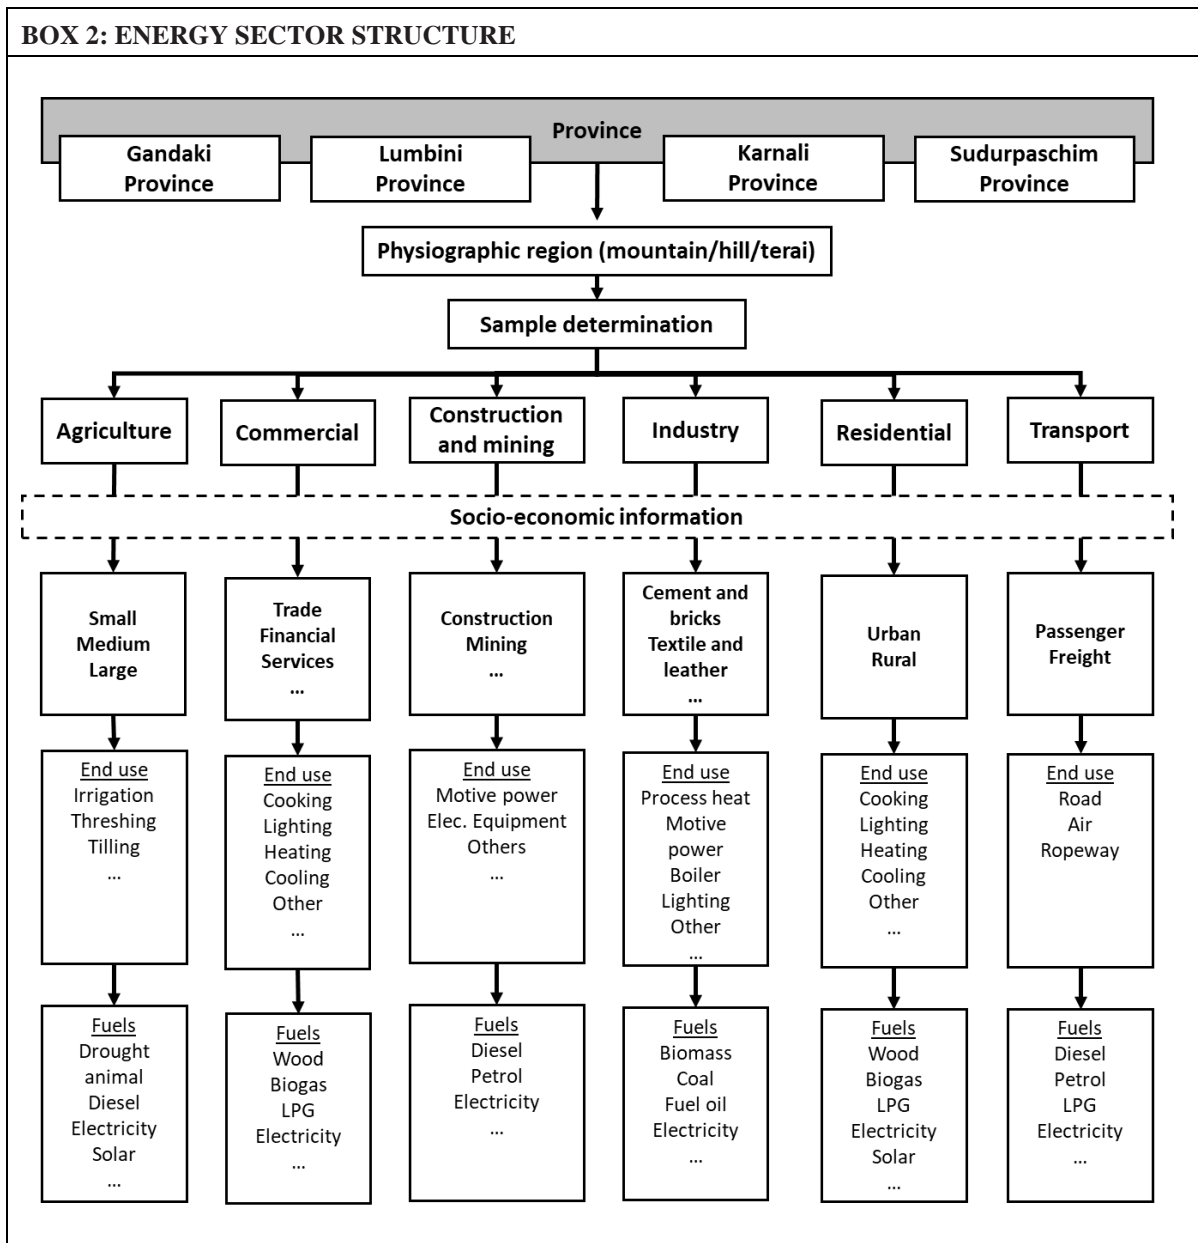 BOX 2: ENERGY SECTOR STRUCTURE
Province
Gandaki
Province
Lumbini
Province
Karnali
Province
Sudurpaschim
Province
Physiographic region (mountain/hill/terai)
Sample determination
Agriculture
Commercial
Construction
and mining
Industry
Residential
Transport
Socio-economic information
Small
Medium
Large
Trade
Financial
Services
...
Construction
Mining
...
Cement and
bricks
Textile and
leather
...
Urban
Rural
Passenger
Freight
End use
Irrigation
Threshing
Tilling
...
End use
Cooking
Lighting
Heating
Cooling
Other
...
End use
Motive power
Elec. Equipment
Others
...
End use
Process heat
Motive
power
Boiler
Lighting
Other
...
End use
Cooking
Lighting
Heating
Cooling
Other
...
End use
Road
Air
Ropeway
Fuels
Drought
animal
Diesel
Electricity
Solar
...
Fuels
Wood
Biogas
LPG
Electricity
...
Fuels
Diesel
Petrol
Electricity
...
Fuels
Biomass
Coal
Fuel oil
Electricity
...
Fuels
Wood
Biogas
LPG
Electricity
Solar
...
Fuels
Diesel
Petrol
LPG
Electricity
...